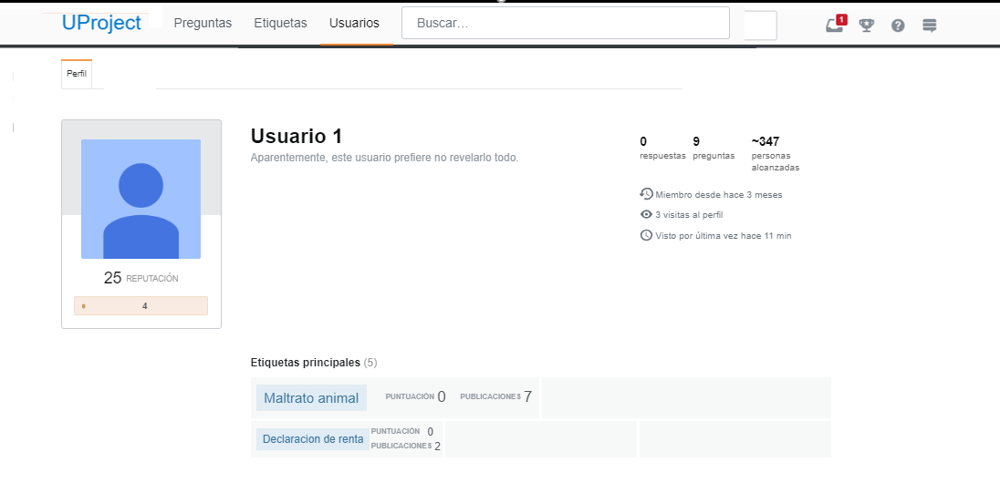 UProject Preguntas Etiquetas Usuarios Buscar... 1
Perfil
Usuario 1
Aparentemente, este usuario prefiere no revelarlo todo.
0 9 ~347
respuestas preguntas personas
alcanzadas
Miembro desde hace 3 meses
3 visitas al perfil
Visto por última vez hace 11 min
25 REPUTACIÓN
4
Etiquetas principales (5)
Maltrato animal PUNTUACIÓN 0 PUBLICACIONES 7
Declaracion de renta PUNTUACIÓN 0
PUBLICACIONES 2